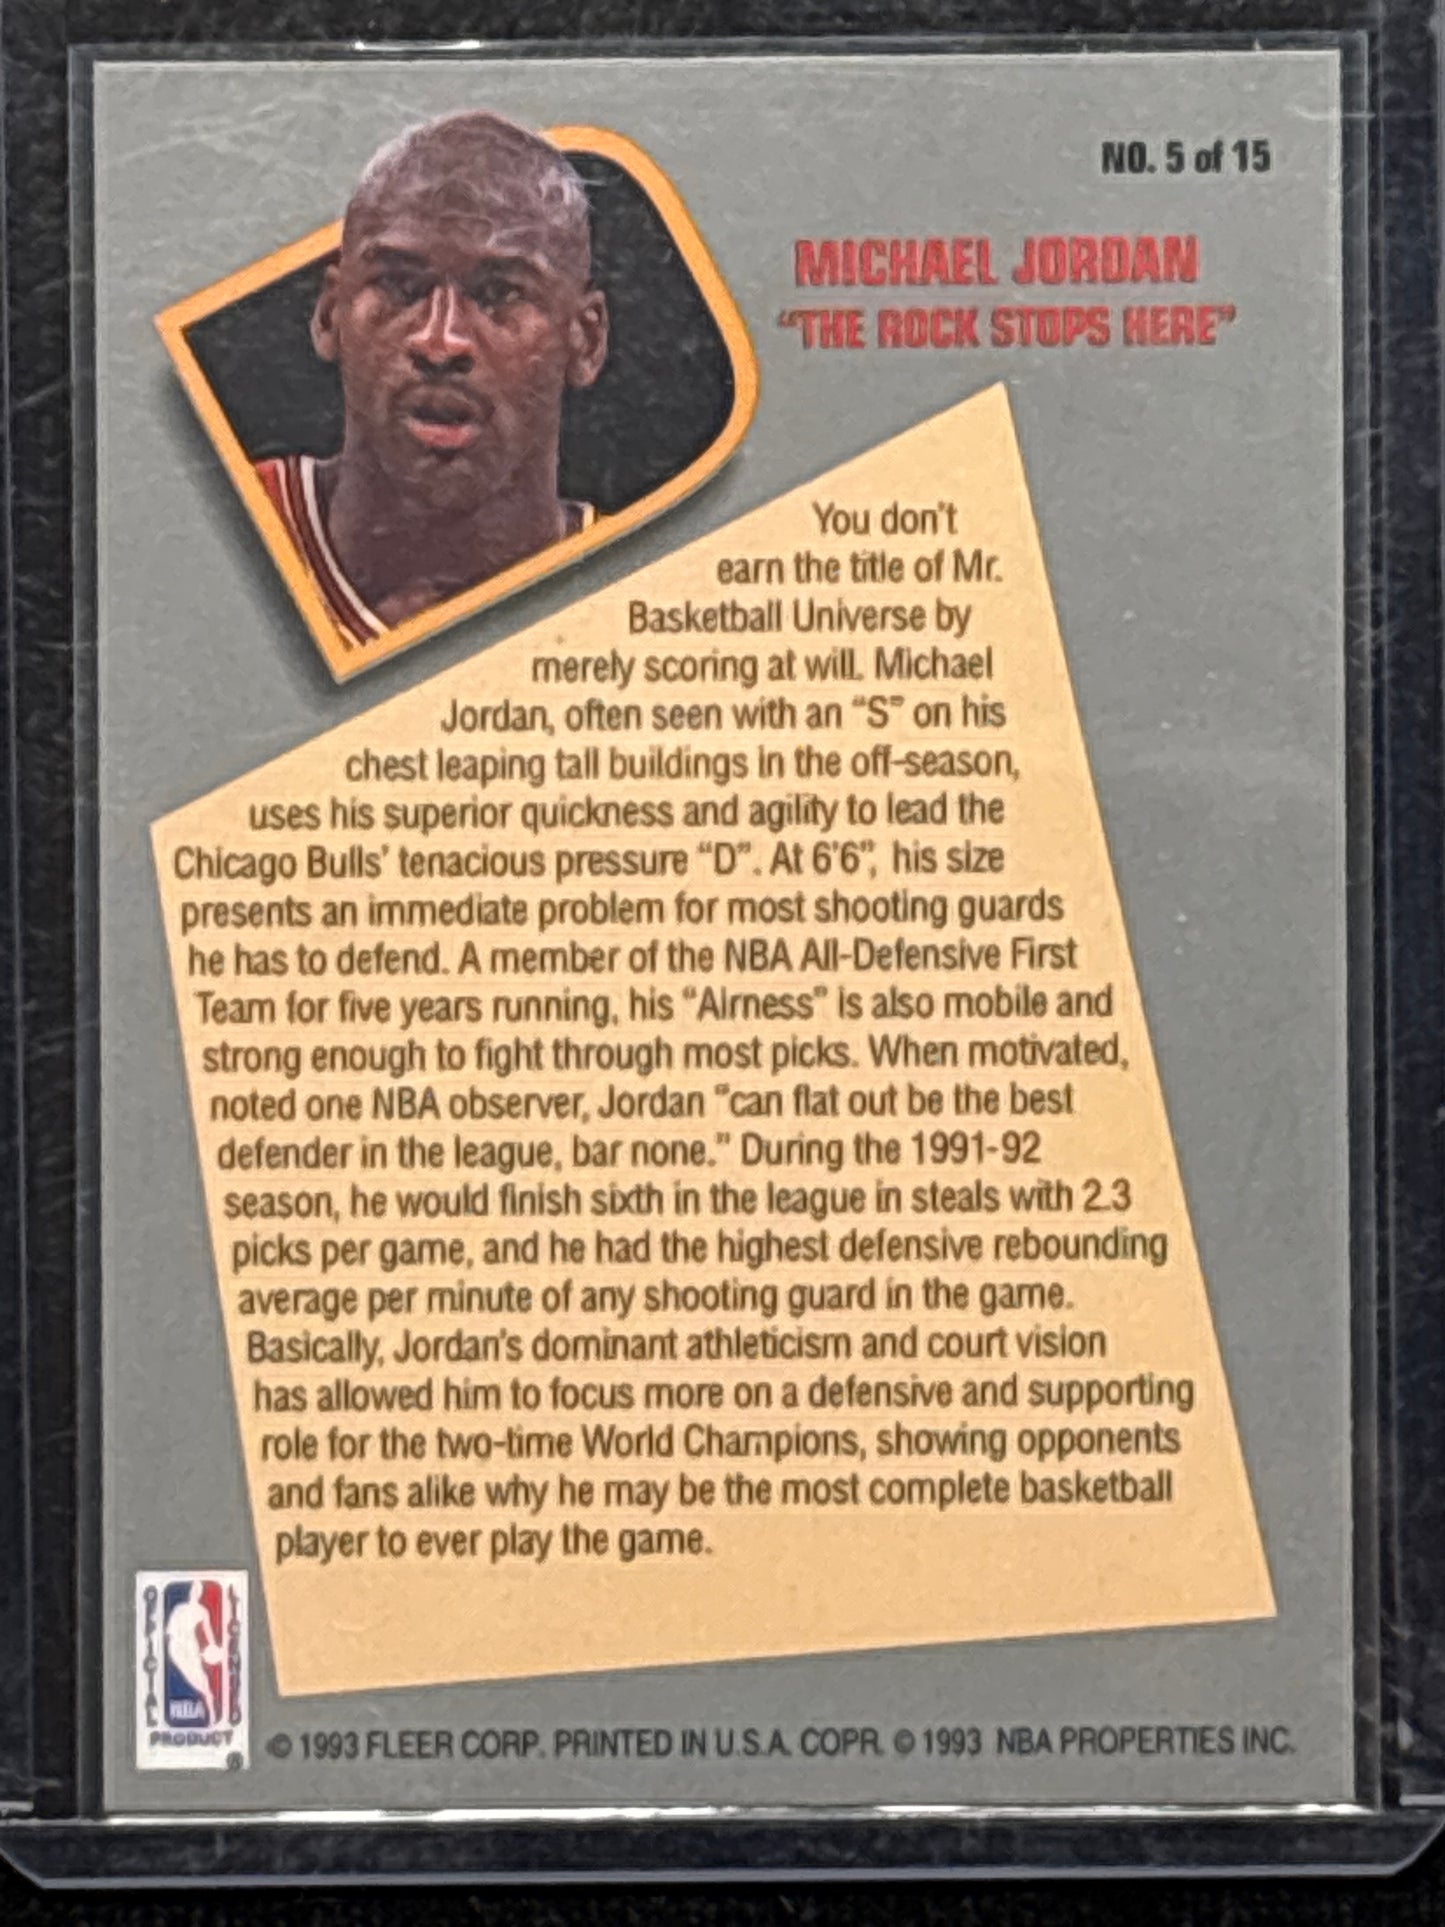 NO. 5 of 15
MICHAEL JORDAN
"THE ROCK STOPS HERE"
You don't
earn the title of Mr.
Basketball Universe by
merely scoring at will. Michael
Jordan, often seen with an "S" on his
chest leaping tall buildings in the off-season,
uses his superior quickness and agility to lead the
Chicago Bulls' tenacious pressure "D". At 6'6", his size
presents an immediate problem for most shooting guards
he has to defend. A member of the NBA All-Defensive First
Team for five years running, his "Airness" is also mobile and
strong enough to fight through most picks. When motivated,
noted one NBA observer, Jordan "can flat out be the best
defender in the league, bar none." During the 1991-92
season, he would finish sixth in the league in steals with 2.3
picks per game, and he had the highest defensive rebounding
average per minute of any shooting guard in the game.
Basically, Jordan's dominant athleticism and court vision
has allowed him to focus more on a defensive and supporting
role for the two-time World Champions, showing opponents
and fans alike why he may be the most complete basketball
player to ever play the game.
OFFICIAL
LICENSED
NBA
PRODUCT
®
© 1993 FLEER CORP. PRINTED IN U.S.A. COPR. © 1993 NBA PROPERTIES INC.